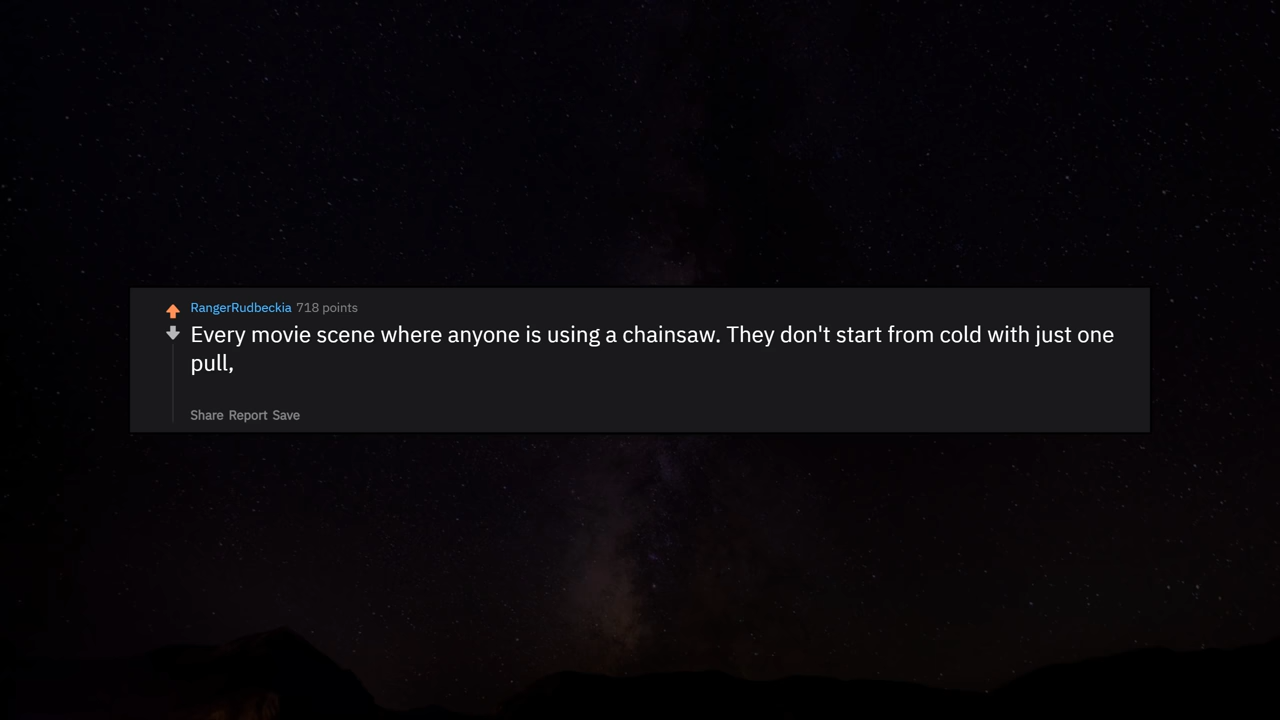 RangerRudbeckia 718 points
Every movie scene where anyone is using a chainsaw. They don't start from cold with just one
pull,
Share Report Save